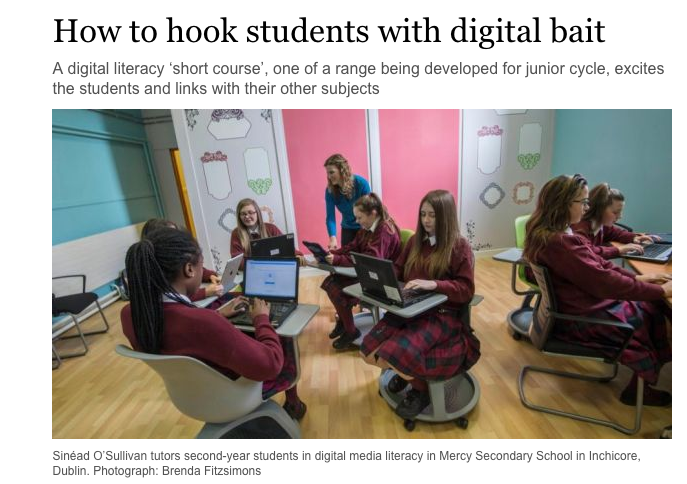 How to hook students with digital bait
A digital literacy ‘short course’, one of a range being developed for junior cycle, excites
the students and links with their other subjects
Sinéad O’Sullivan tutors second-year students in digital media literacy in Mercy Secondary School in Inchicore,
Dublin. Photograph: Brenda Fitzsimons